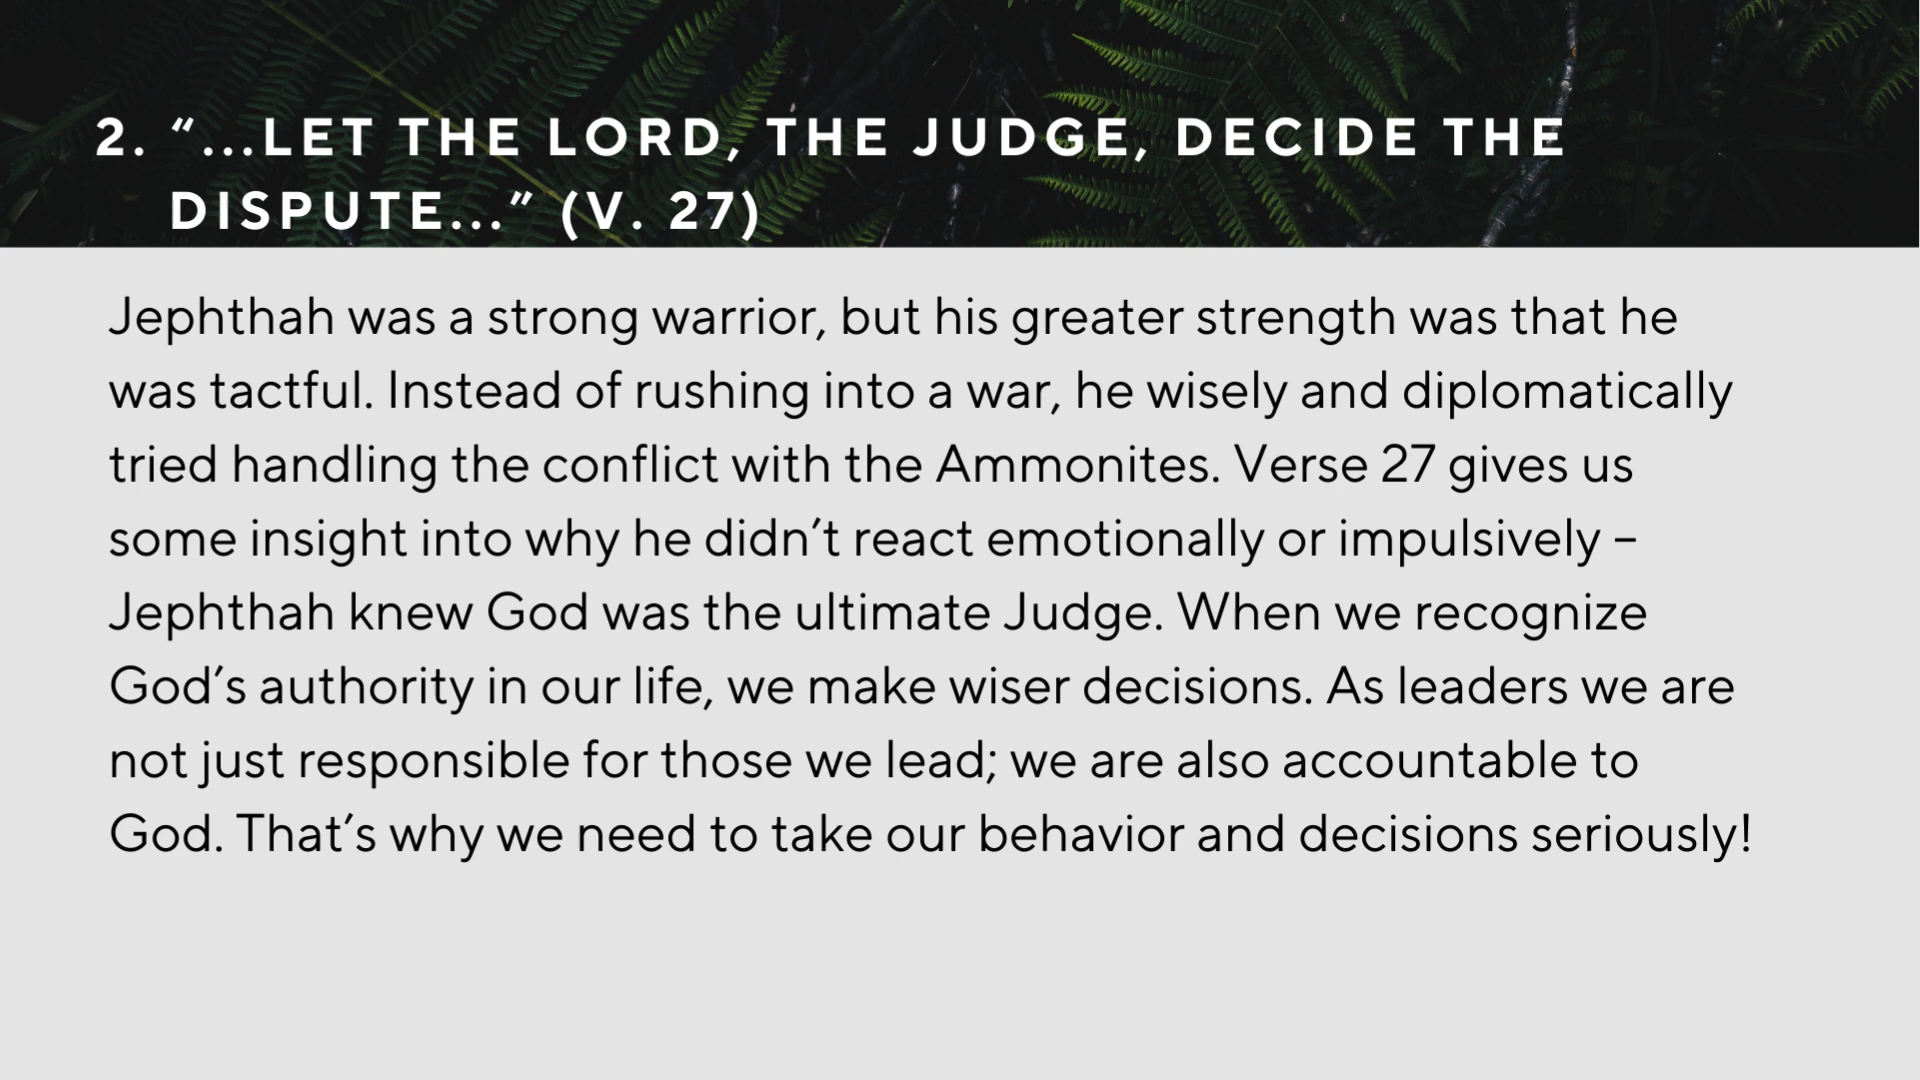 2. “...LET THE LORD, THE JUDGE, DECIDE THE
DISPUTE...” (V. 27)
Jephthah was a strong warrior, but his greater strength was that he
was tactful. Instead of rushing into a war, he wisely and diplomatically
tried handling the conflict with the Ammonites. Verse 27 gives us
some insight into why he didn’t react emotionally or impulsively –
Jephthah knew God was the ultimate Judge. When we recognize
God’s authority in our life, we make wiser decisions. As leaders we are
not just responsible for those we lead; we are also accountable to
God. That’s why we need to take our behavior and decisions seriously!